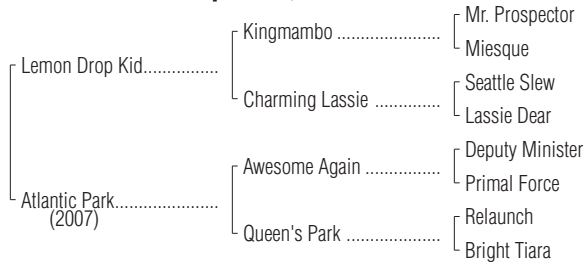 Mr. Prospector
Kingmambo ..................
Miesque
Lemon Drop Kid...............
Seattle Slew
Charming Lassie .............
Lassie Dear
Deputy Minister
Awesome Again ...............
Primal Force
Atlantic Park.....................
(2007)
Relaunch
Queen's Park ..................
Bright Tiara